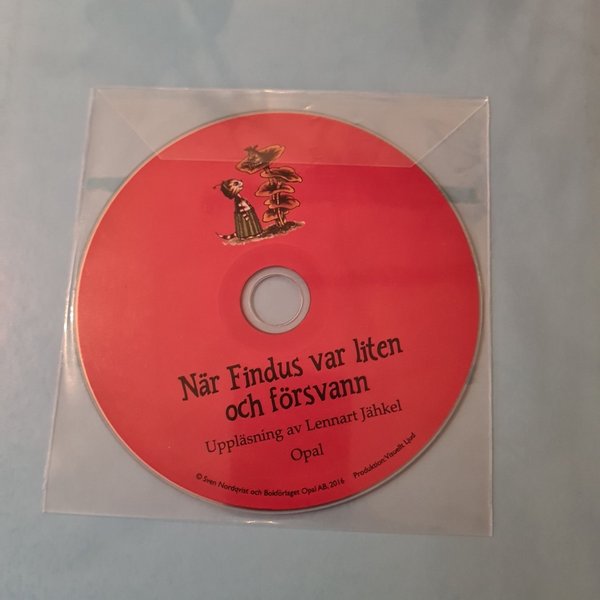 När Findus var liten
och försvann
Uppläsning av Lennart Jähkel
Opal
© Sven Nordqvist och Bokförlaget Opal AB, 2016 Produktion: Visuellt Ljud